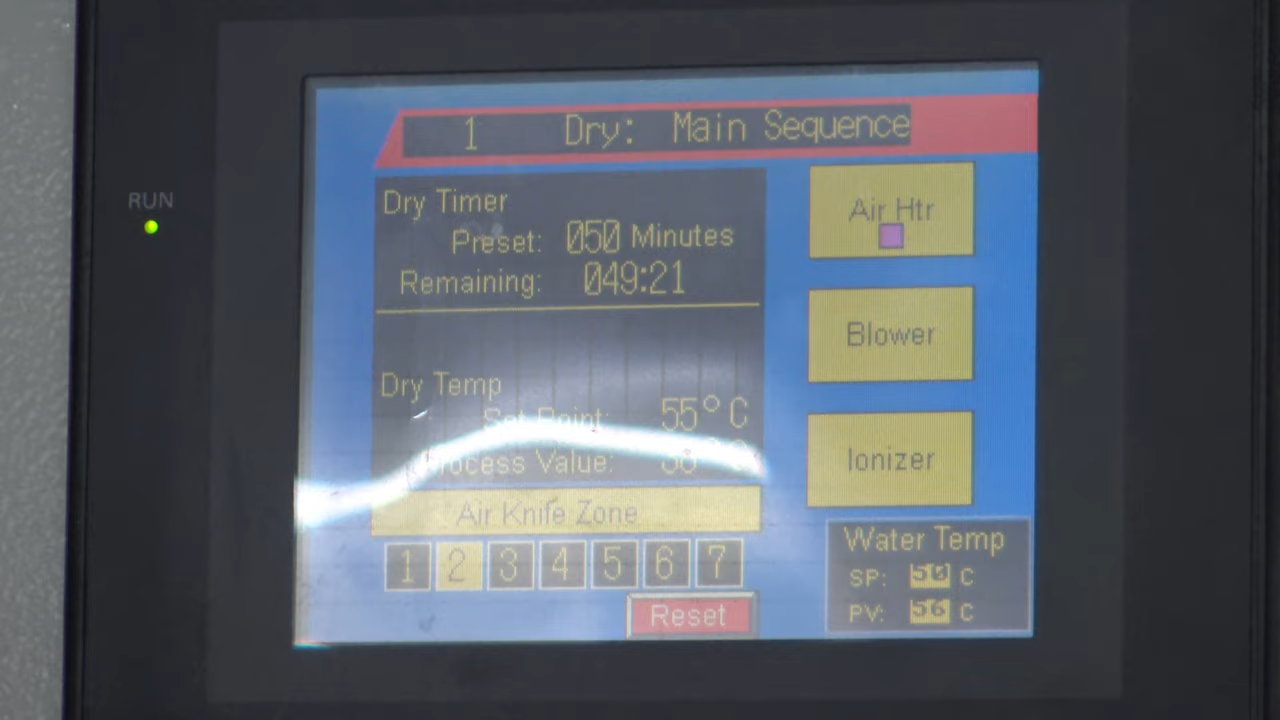 1 Dry: Main Sequence
RUN
Dry Timer
Preset: 050 Minutes
Remaining: 049:21
Dry Temp
Set Point: 55° C
Process Value: ° C
Air Knife Zone
1 2 3 4 5 6 7
Reset
Air Htr
Blower
Ionizer
Water Temp
SP: C
PV: 56 C